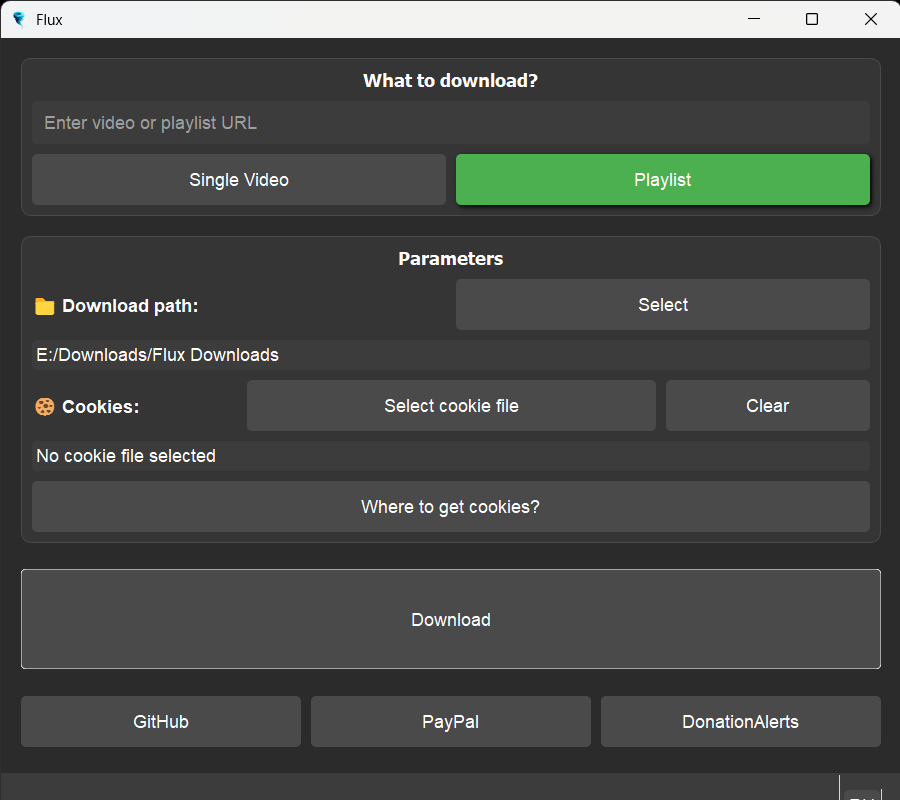 Flux
What to download?
Enter video or playlist URL
Single Video
Playlist
Parameters
Download path:
Select
E:/Downloads/Flux Downloads
Cookies:
Select cookie file
Clear
No cookie file selected
Where to get cookies?
Download
GitHub
PayPal
DonationAlerts